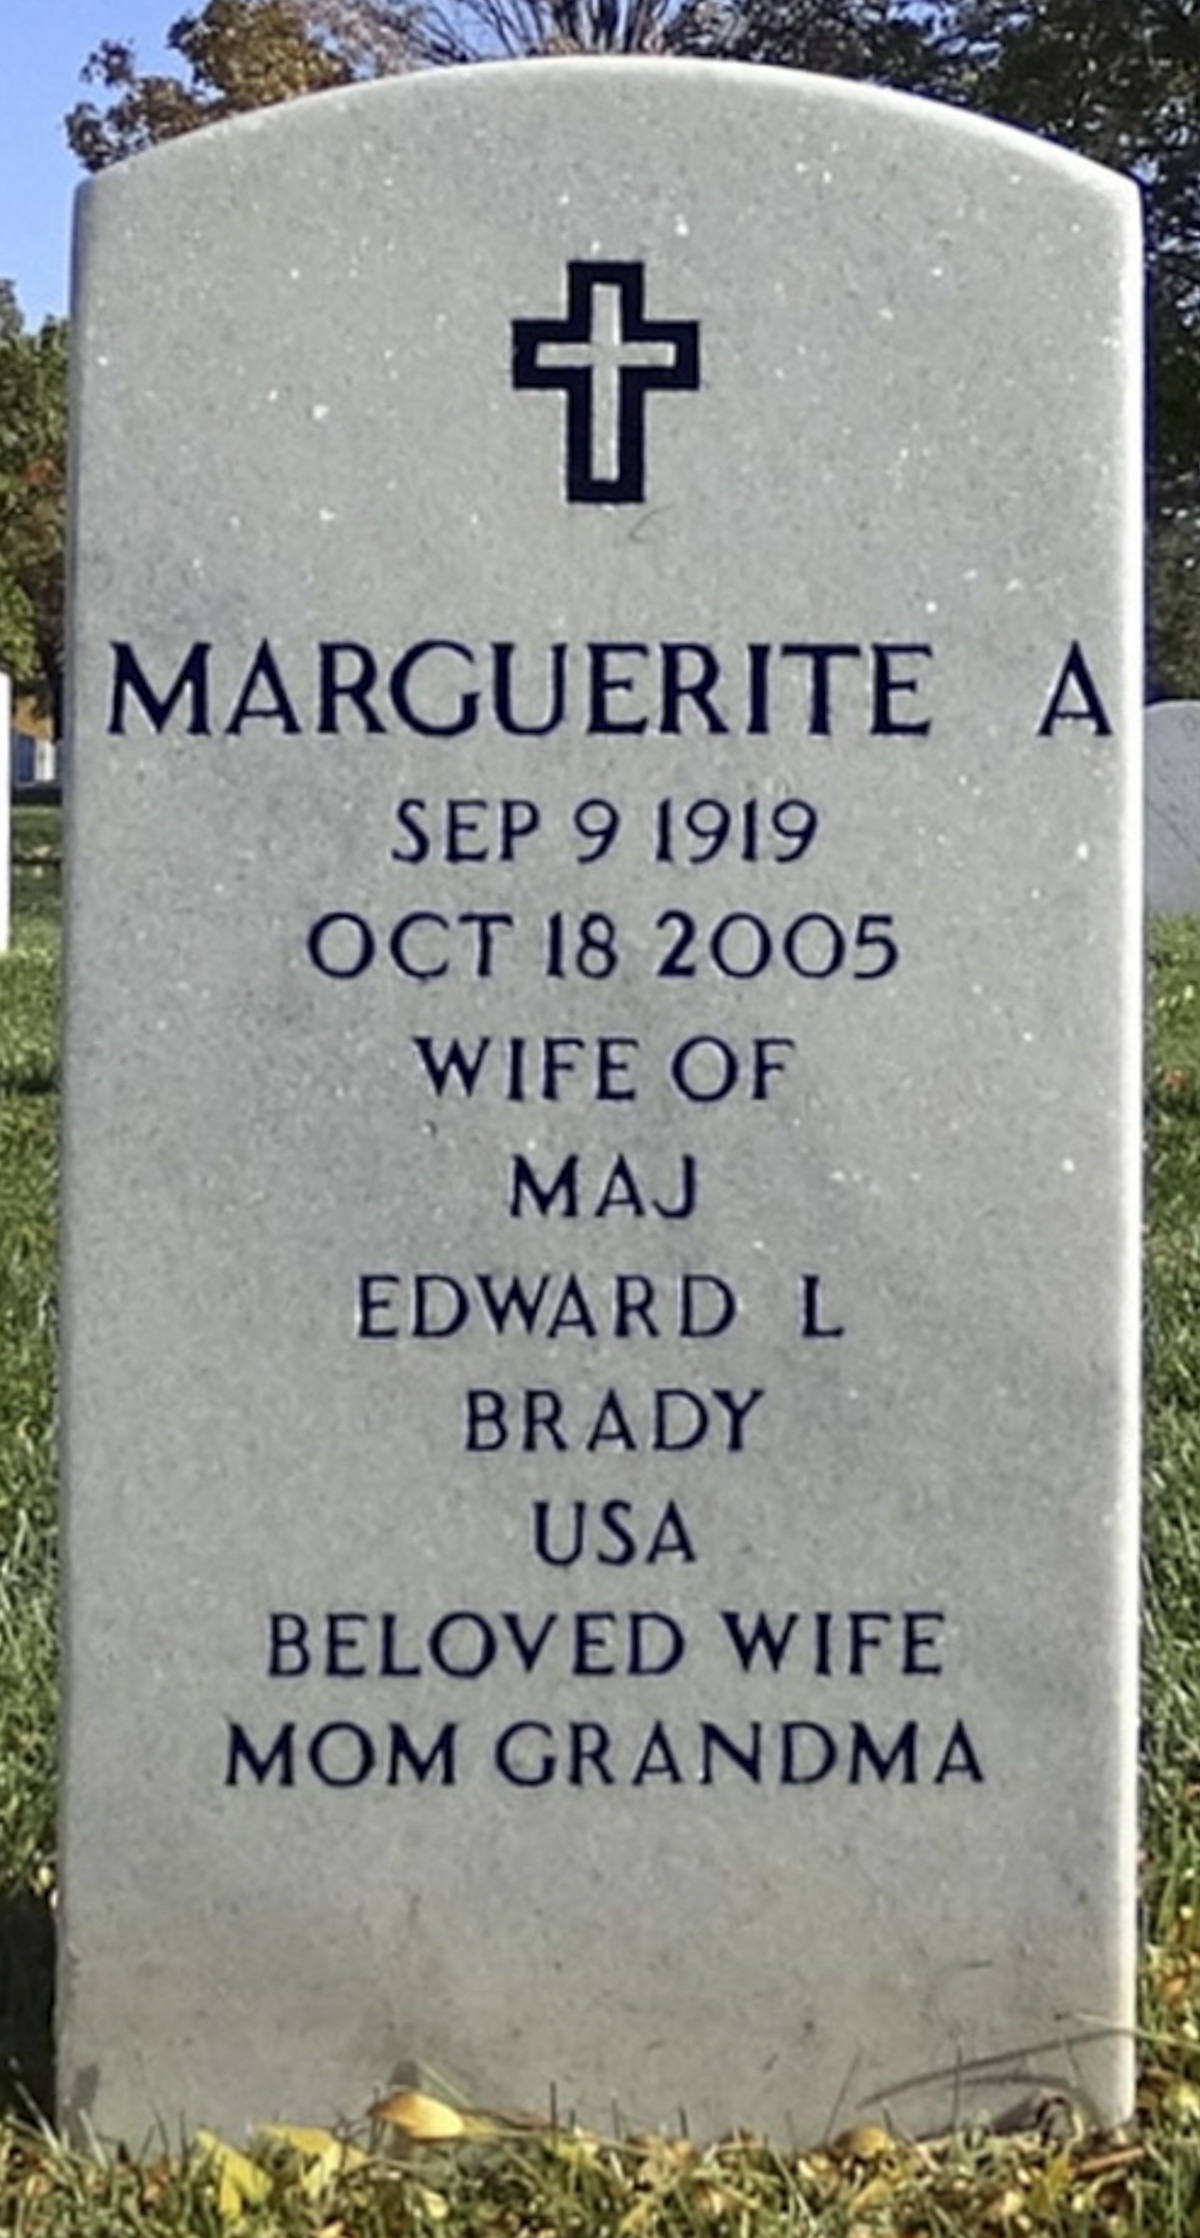 MARGUERITE A
SEP 9 1919
OCT 18 2005
WIFE OF
MAJ
EDWARD L
BRADY
USA
BELOVED WIFE
MOM GRANDMA